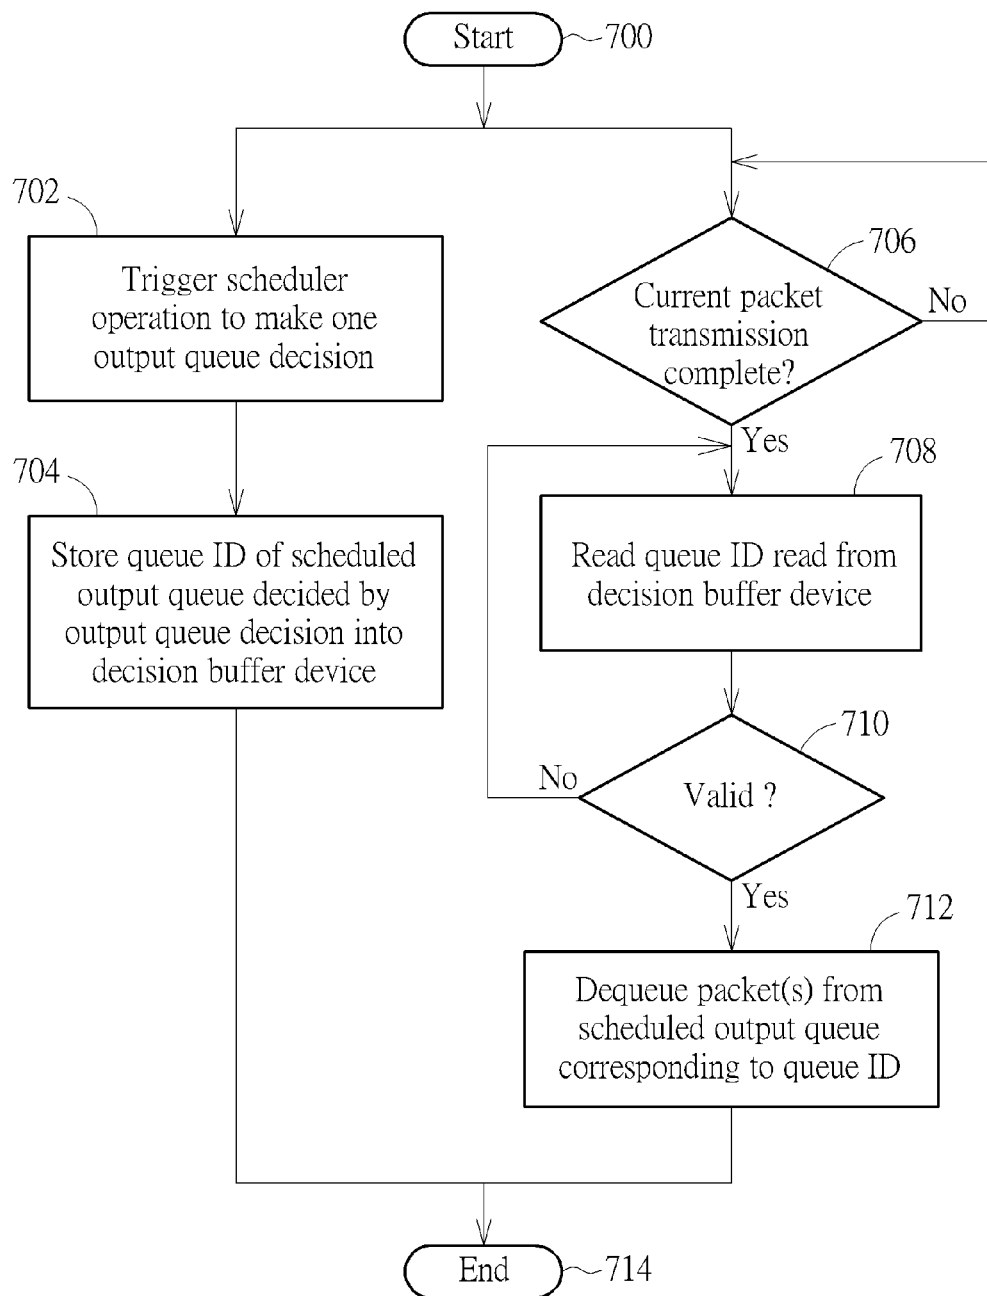 Start
700
702
Trigger scheduler
operation to make one
output queue decision
704
Store queue ID of scheduled
output queue decided by
output queue decision into
decision buffer device
706
Current packet
transmission
complete?
No
Yes
708
Read queue ID read from
decision buffer device
710
Valid ?
No
Yes
712
Dequeue packet(s) from
scheduled output queue
corresponding to queue ID
End
714